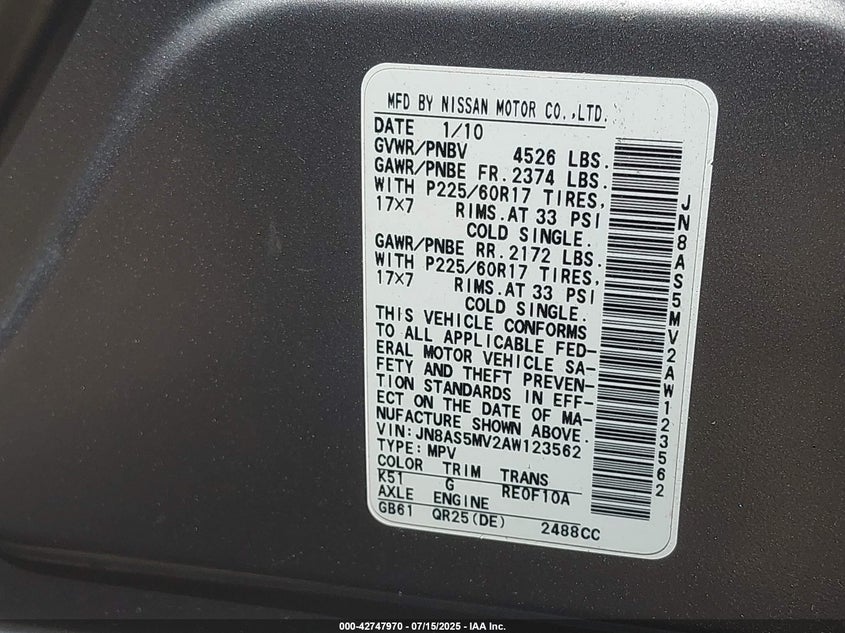 MFD BY NISSAN MOTOR CO.,LTD.
DATE 1/10
GVWR/PNBV 4526 LBS.
GAWR/PNBE FR.2374 LBS.
WITH P225/60R17 TIRES,
17x7 RIMS.AT 33 PSI
COLD SINGLE.
GAWR/PNBE RR.2172 LBS.
WITH P225/60R17 TIRES,
17x7 RIMS.AT 33 PSI
COLD SINGLE.
THIS VEHICLE CONFORMS
TO ALL APPLICABLE FED-
ERAL MOTOR VEHICLE SA-
FETY AND THEFT PREVEN-
TION STANDARDS IN EFF-
ECT ON THE DATE OF MA-
NUFACTURE SHOWN ABOVE.
VIN:JN8AS5MV2AW123562
TYPE:MPV
COLOR TRIM TRANS
K51 G RE0F10A
AXLE ENGINE
GB61 QR25(DE) 2488CC
JN8AS5MV2AW123562
000-42747970 - 07/15/2025 - IAA Inc.